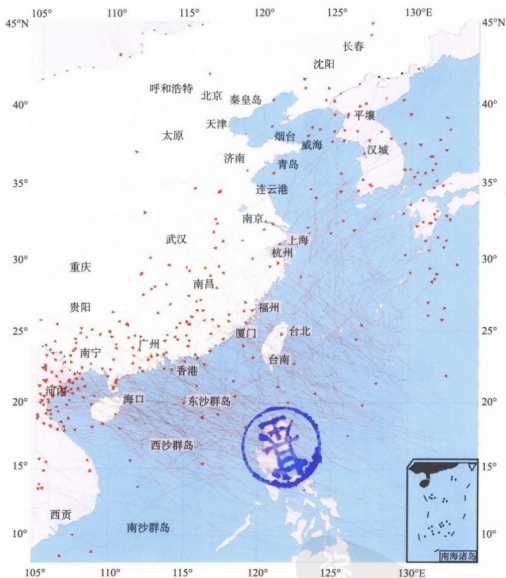 105° 110° 115° 120° 125° 130°E
45°N 45°N
长春
沈阳
呼和浩特
北京 秦皇岛
40° 40°
平壤
天津
烟台
太原
威海
汉城
济南
青岛
35° 35°
连云港
南京
上海
武汉
杭州
30° 30°
重庆
南昌
贵阳
福州
25° 25°
厦门 台北
广州
南宁
台南
香港
河内
海口 东沙群岛
20° 20°
西沙群岛
15° 15°
西贡
南沙群岛
10° 10°
南海诸岛
105° 110° 115° 120° 125° 130°E